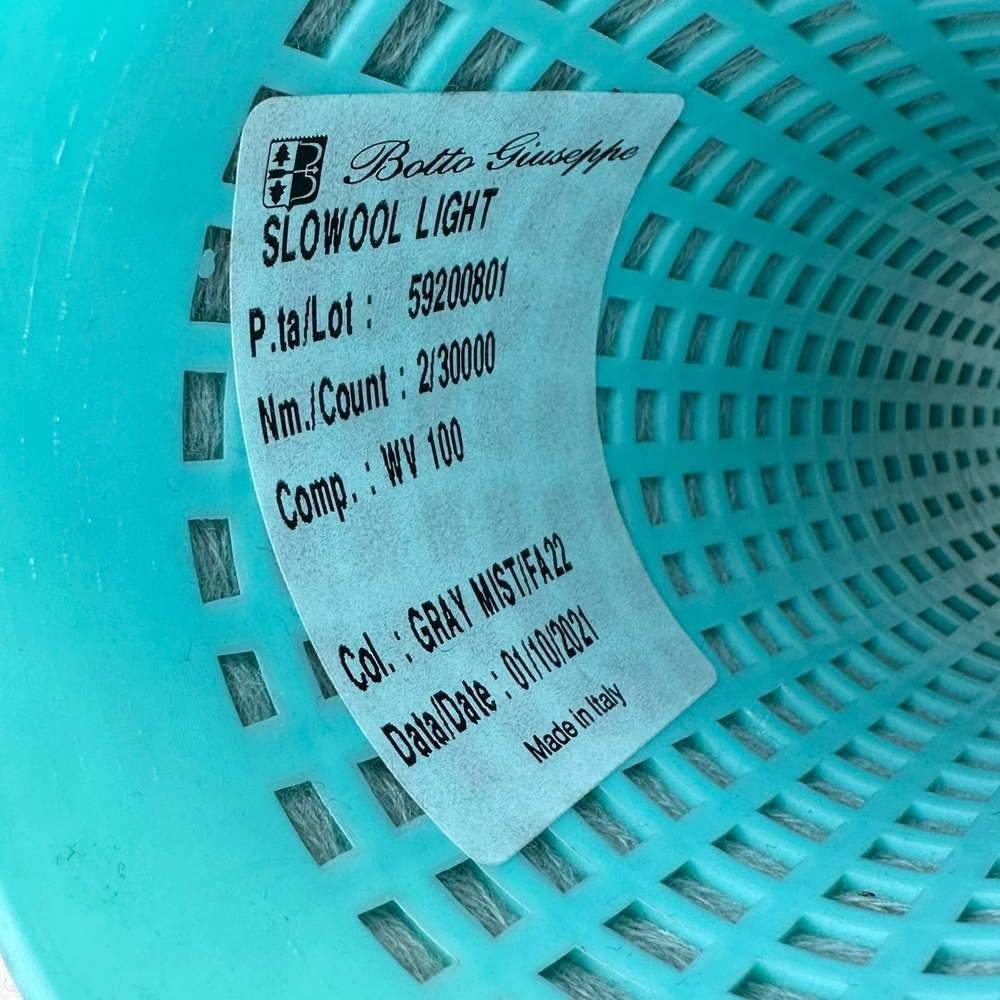 Botto Giuseppe
SLOWOOL LIGHT
P.ta/Lot : 59200801
Nm./Count : 2/30000
Comp. : WV 100
Col. : GRAY MIST/FA22
Data/Date : 01/10/2021
Made in Italy